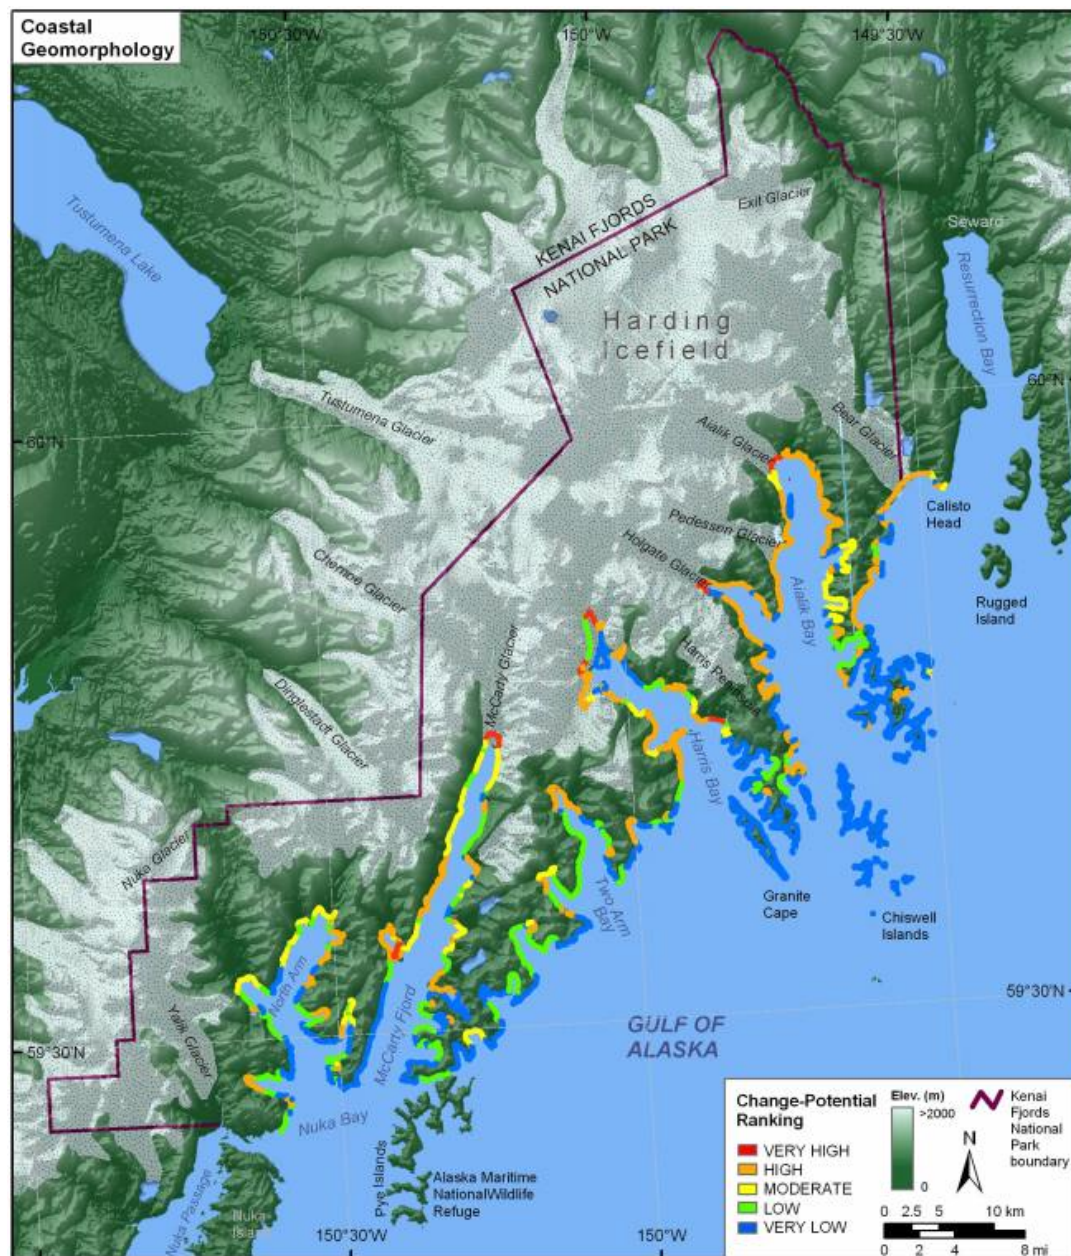 Coastal
Geomorphology
150°30'W
150°W
149°30'W
Tustumena Lake
KENAI FJORDS
NATIONAL PARK
Exit Glacier
Seward
Resurrection Bay
Harding
Icefield
60°N
60°N
Tustumena Glacier
Bear Glacier
Aialik Glacier
Pedersen Glacier
Holgate Glacier
Calisto
Head
Chernoe Glacier
Aialik Bay
Rugged
Island
Harris Peninsula
McCarty Glacier
Dinglestadt Glacier
Harris Bay
Nuka Glacier
Granite
Cape
Chiswell
Islands
Two Arm
Bay
North Arm
McCarty Fjord
Yalik Glacier
59°30'N
59°30'N
GULF OF
ALASKA
Nuka Bay
Pye Islands
Alaska Maritime
NationalWildlife
Refuge
Nuka Passage
Nuka
Island
150°30'W
150°W
Change-Potential
Ranking
VERY HIGH
HIGH
MODERATE
LOW
VERY LOW
Elev. (m)
>2000
0
Kenai
Fjords
National
Park
boundary
N
0 2.5 5 10 km
0 2 4 8 mi